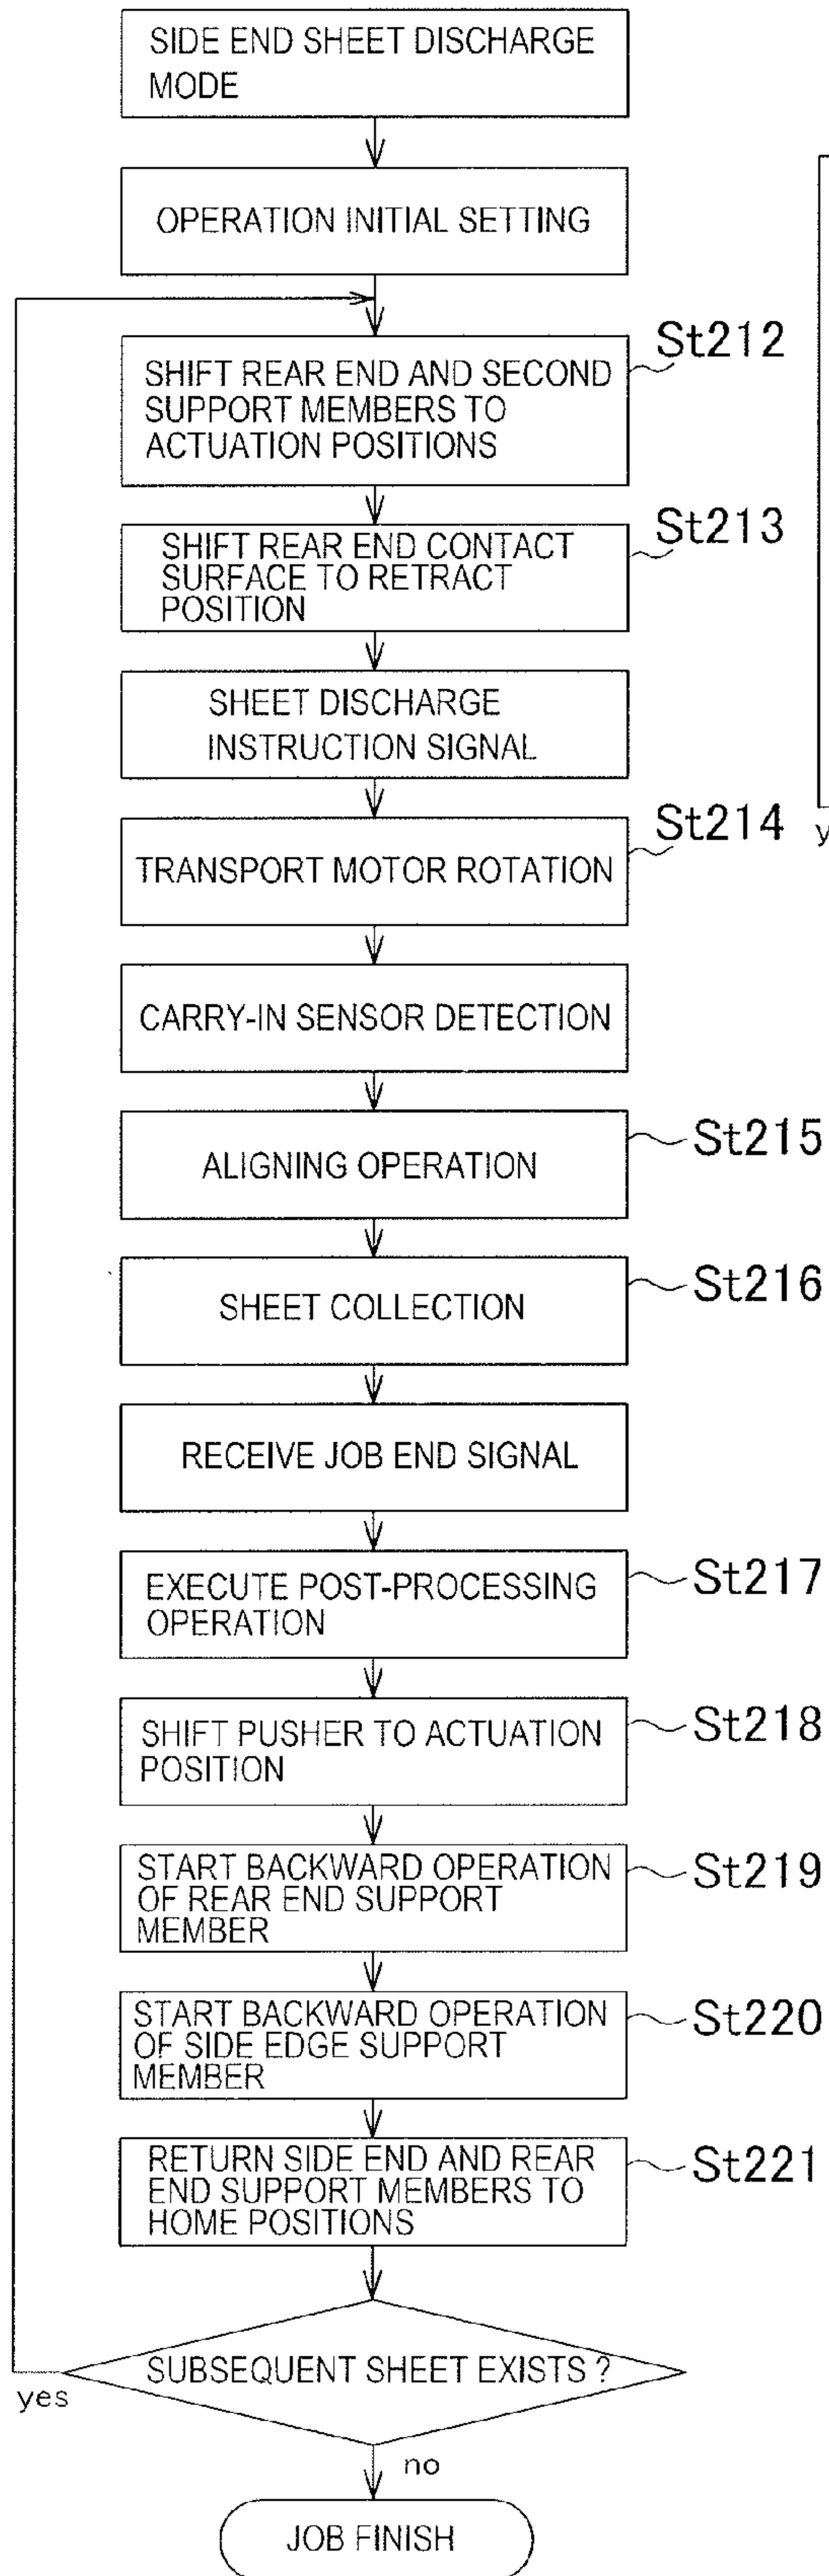 SIDE END SHEET DISCHARGE
MODE
OPERATION INITIAL SETTING
St212
SHIFT REAR END AND SECOND
SUPPORT MEMBERS TO
ACTUATION POSITIONS
St213
SHIFT REAR END CONTACT
SURFACE TO RETRACT
POSITION
SHEET DISCHARGE
INSTRUCTION SIGNAL
St214
y
TRANSPORT MOTOR ROTATION
CARRY-IN SENSOR DETECTION
St215
ALIGNING OPERATION
St216
SHEET COLLECTION
RECEIVE JOB END SIGNAL
St217
EXECUTE POST-PROCESSING
OPERATION
St218
SHIFT PUSHER TO ACTUATION
POSITION
St219
START BACKWARD OPERATION
OF REAR END SUPPORT
MEMBER
St220
START BACKWARD OPERATION
OF SIDE EDGE SUPPORT
MEMBER
St221
RETURN SIDE END AND REAR
END SUPPORT MEMBERS TO
HOME POSITIONS
SUBSEQUENT SHEET EXISTS ?
yes
no
JOB FINISH